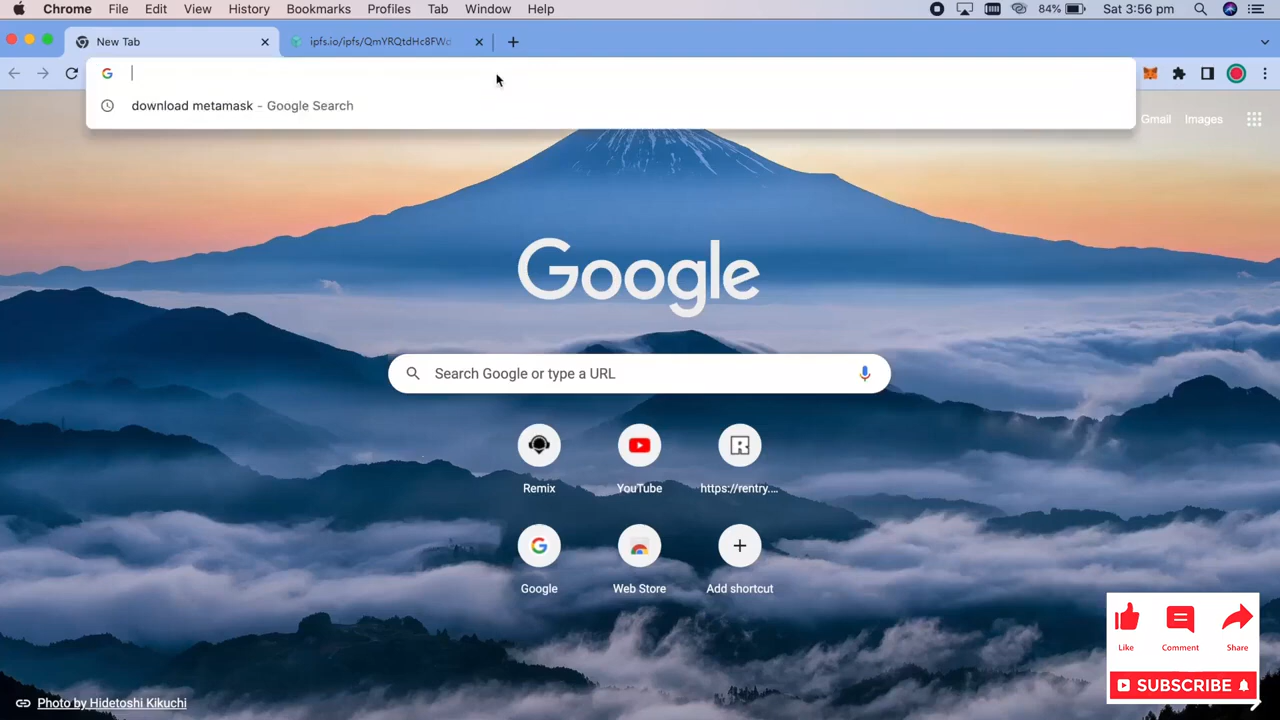 Chrome File Edit View History Bookmarks Profiles Tab Window Help 84% Sat 3:56 pm
New Tab ipfs.io/ipfs/QmYRQtdHc8FWd
download metamask - Google Search
Gmail Images
Google
Search Google or type a URL
Remix YouTube https://rentry....
Google Web Store Add shortcut
Like Comment Share
SUBSCRIBE
Photo by Hidetoshi Kikuchi